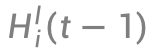 H_i^l(t − 1)